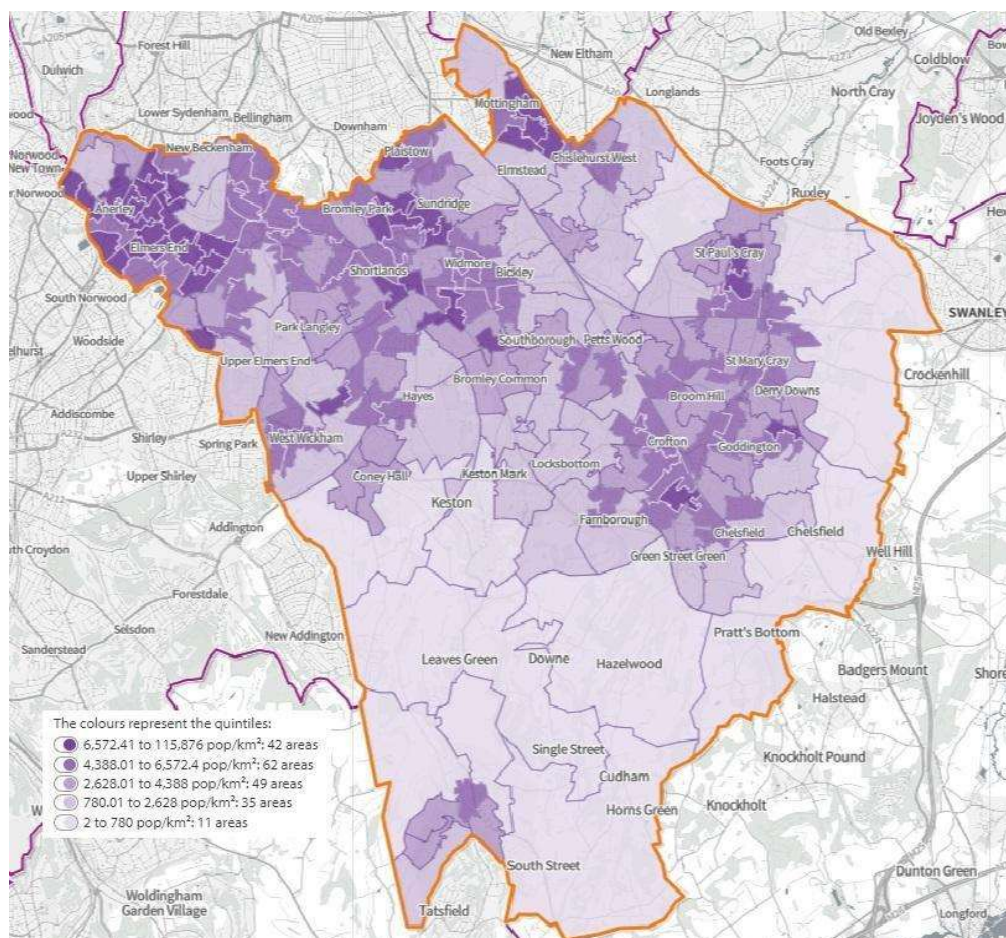 A205
A205
Forest Hill
New Eltham
Old Bexley
Coldblow
Dulwich
Longlands
North Cray
Mottingham
Lower Sydenham
Bellingham
Downham
Joyden's Wood
New Beckenham
Plaistow
Chislehurst West
Norwood
New Town
Elmstead
Foots Cray
Norwood
Ruxley
Anerley
Bromley Park
Sundridge
Elmers End
St Paul's Cray
Shortlands
Widmore
Bickley
South Norwood
SWANLEY
Park Langley
Southborough
Petts Wood
Woodside
Upper Elmers End
St Mary Cray
Crockenhill
Bromley Common
Derry Downs
Hayes
Broom Hill
Addiscombe
A232
Shirley
Spring Park
West Wickham
Crofton
Goddington
Locksbottom
Upper Shirley
Coney Hall
Keston Mark
Keston
A212
Farnborough
Chelsfield
Chelsfield
Addington
Well Hill
Green Street Green
M25
Forestdale
Selsdon
New Addington
Sanderstead
Pratt's Bottom
Leaves Green
Downe
Hazelwood
Badgers Mount
Halstead
The colours represent the quintiles:
6,572.41 to 115,876 pop/km²: 42 areas
4,388.01 to 6,572.4 pop/km²: 62 areas
2,628.01 to 4,388 pop/km²: 49 areas
780.01 to 2,628 pop/km²: 35 areas
2 to 780 pop/km²: 11 areas
Single Street
Knockholt Pound
Cudham
Horns Green
Knockholt
South Street
Dunton Green
Woldingham
Garden Village
Tatsfield
Longford